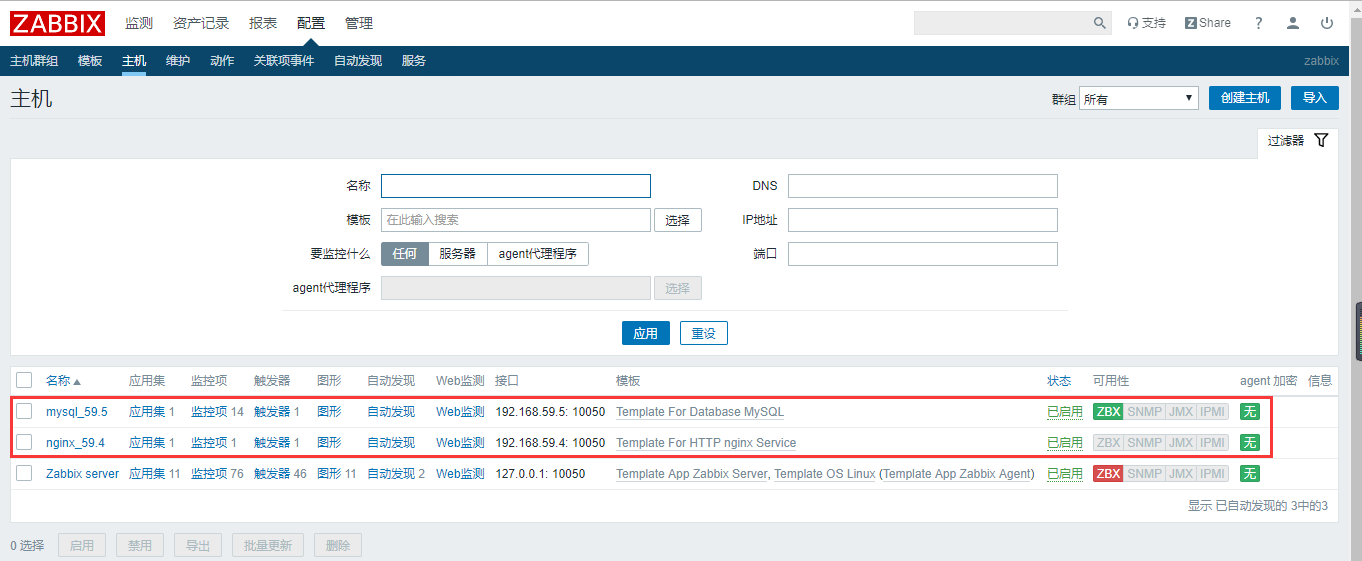 ZABBIX 监测 资产记录 报表 配置 管理 支持 Z Share ?
主机群组 模板 主机 维护 动作 关联项事件 自动发现 服务 zabbix
主机 群组 所有 创建主机 导入
过滤器
名称 DNS
模板 在此输入搜索 选择 IP地址
要监控什么 任何 服务器 agent代理程序 端口
agent代理程序 选择
应用 重设
名称 应用集 监控项 触发器 图形 自动发现 Web监测 接口 模板 状态 可用性 agent 加密 信息
mysql_59.5 应用集 1 监控项 14 触发器 1 图形 自动发现 Web监测 192.168.59.5: 10050 Template For Database MySQL 已启用 ZBX SNMP JMX IPMI 无
nginx_59.4 应用集 1 监控项 1 触发器 1 图形 自动发现 Web监测 192.168.59.4: 10050 Template For HTTP nginx Service 已启用 ZBX SNMP JMX IPMI 无
Zabbix server 应用集 11 监控项 76 触发器 46 图形 11 自动发现 2 Web监测 127.0.0.1: 10050 Template App Zabbix Server, Template OS Linux (Template App Zabbix Agent) 已启用 ZBX SNMP JMX IPMI 无
显示 已自动发现的 3中的3
0 选择 启用 禁用 导出 批量更新 删除